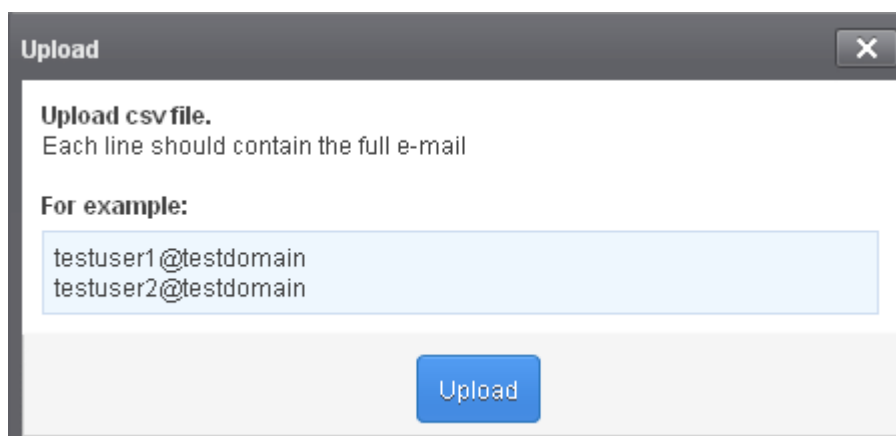 Upload
Upload csv file.
Each line should contain the full e-mail
For example:
testuser1@testdomain
testuser2@testdomain
Upload